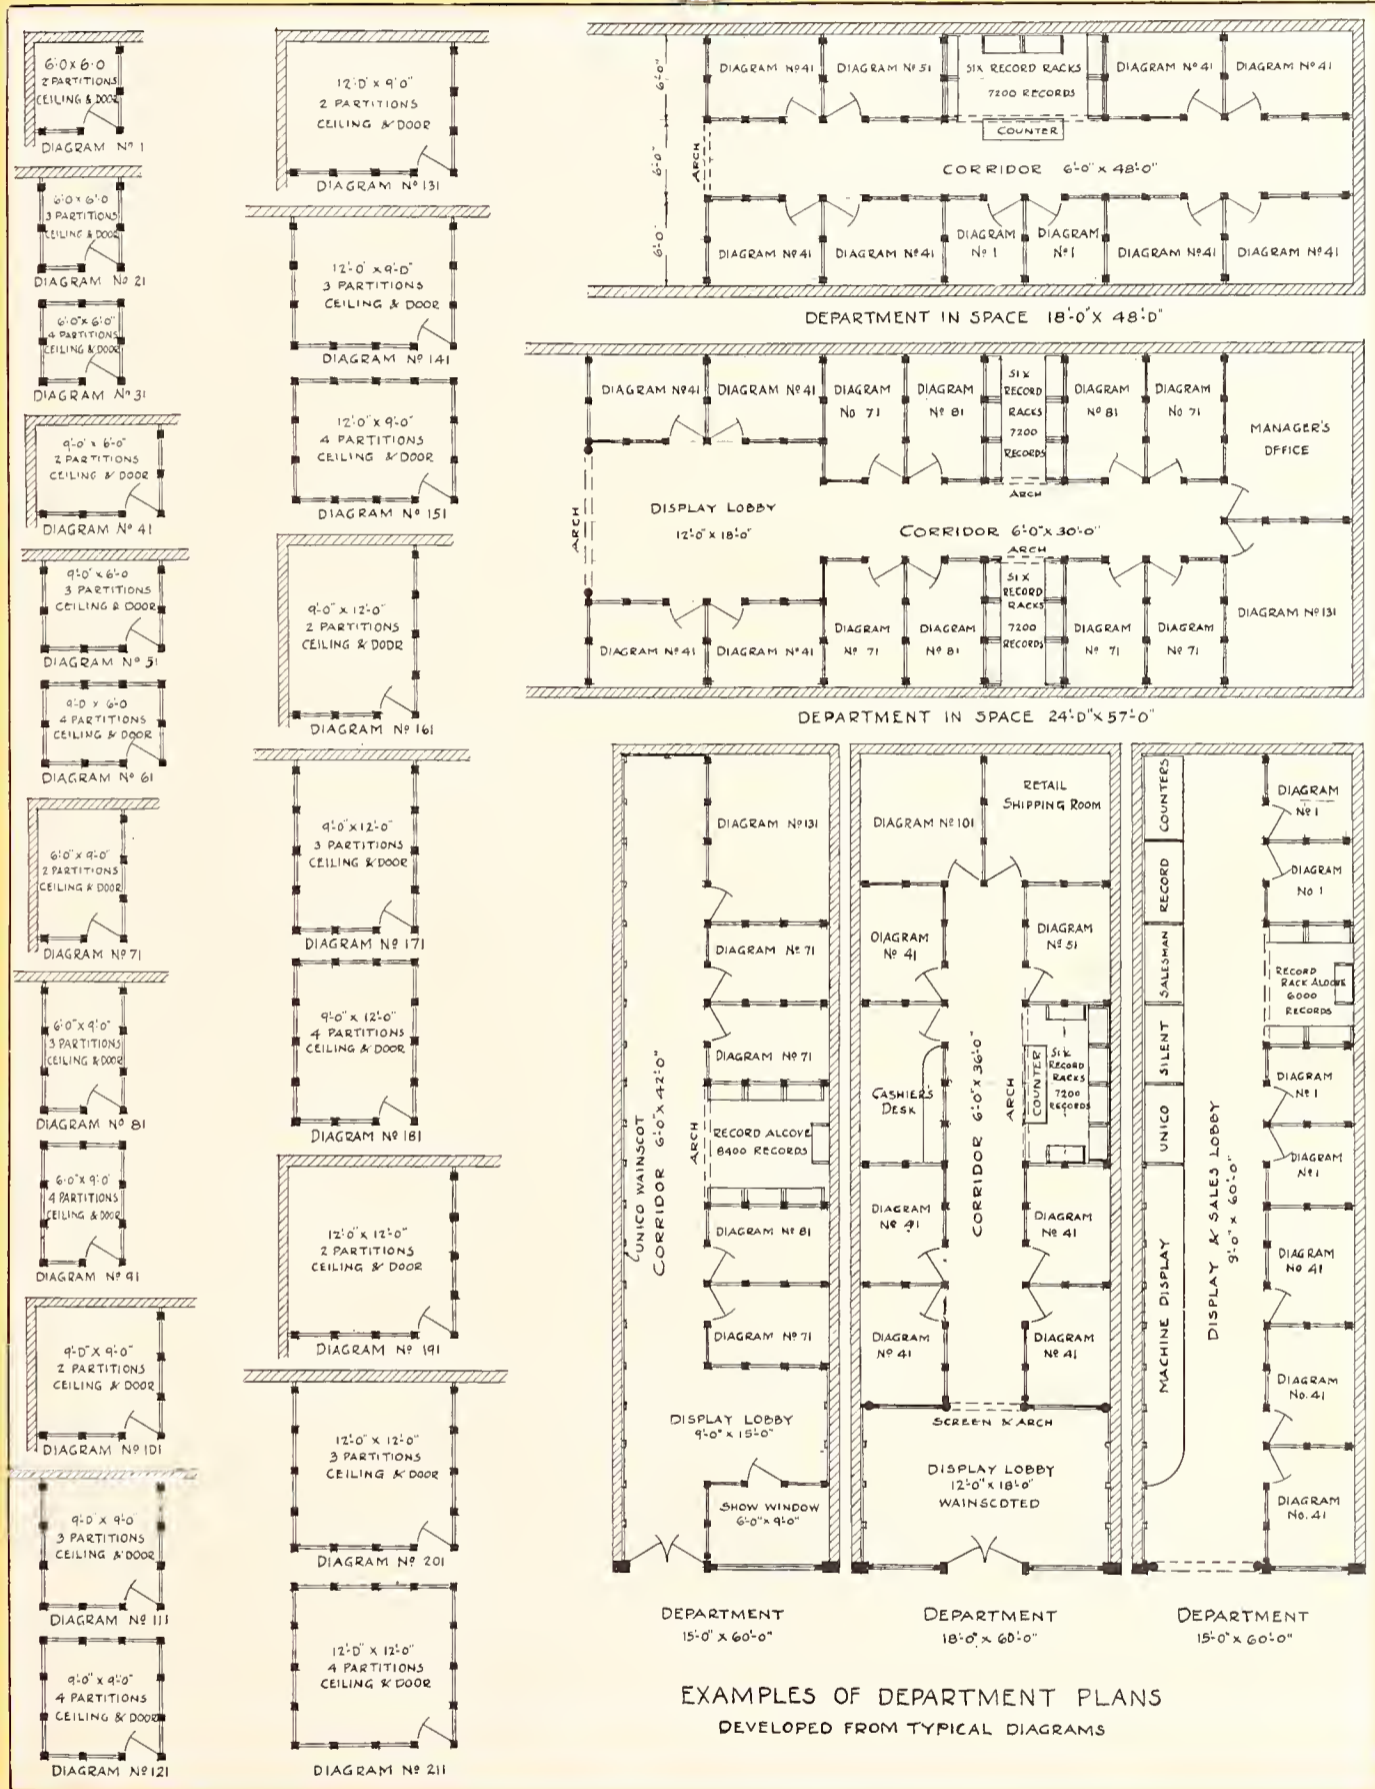 6'-0 x 6'-0
2 PARTITIONS
CEILING & DOOR
DIAGRAM Nº 1
6'-0 x 6'-0
3 PARTITIONS
CEILING & DOOR
DIAGRAM Nº 21
6'-0" x 6'-0"
4 PARTITIONS
CEILING & DOOR
DIAGRAM Nº 31
9'-0" x 6'-0"
2 PARTITIONS
CEILING & DOOR
DIAGRAM Nº 41
9'-0" x 6'-0
3 PARTITIONS
CEILING & DOOR
DIAGRAM Nº 51
9'-0 x 6'-0
4 PARTITIONS
CEILING & DOOR
DIAGRAM Nº 61
6'-0" x 9'-0"
2 PARTITIONS
CEILING & DOOR
DIAGRAM Nº 71
6'-0" x 9'-0"
3 PARTITIONS
CEILING & DOOR
DIAGRAM Nº 81
6'-0" x 9'-0"
4 PARTITIONS
CEILING & DOOR
DIAGRAM Nº 91
9'-0" x 9'-0"
2 PARTITIONS
CEILING & DOOR
DIAGRAM Nº 101
9'-0" x 9'-0
3 PARTITIONS
CEILING & DOOR
DIAGRAM Nº 111
9'-0" x 9'-0"
4 PARTITIONS
CEILING & DOOR
DIAGRAM Nº 121
12'-0" x 9'-0"
2 PARTITIONS
CEILING & DOOR
DIAGRAM Nº 131
12'-0" x 9'-0"
3 PARTITIONS
CEILING & DOOR
DIAGRAM Nº 141
12'-0" x 9'-0"
4 PARTITIONS
CEILING & DOOR
DIAGRAM Nº 151
9'-0" x 12'-0"
2 PARTITIONS
CEILING & DOOR
DIAGRAM Nº 161
9'-0" x 12'-0"
3 PARTITIONS
CEILING & DOOR
DIAGRAM Nº 171
9'-0" x 12'-0"
4 PARTITIONS
CEILING & DOOR
DIAGRAM Nº 181
12'-0" x 12'-0"
2 PARTITIONS
CEILING & DOOR
DIAGRAM Nº 191
12'-0" x 12'-0"
3 PARTITIONS
CEILING & DOOR
DIAGRAM Nº 201
12'-0" x 12'-0"
4 PARTITIONS
CEILING & DOOR
DIAGRAM Nº 211
6'-0"
6'-0"
6'-0"
ARCH
DIAGRAM Nº 41
DIAGRAM Nº 51
SIX RECORD RACKS
7200 RECORDS
COUNTER
DIAGRAM Nº 41
DIAGRAM Nº 41
CORRIDOR 6'-0" x 48'-0"
DIAGRAM Nº 41
DIAGRAM Nº 41
DIAGRAM
Nº 1
DIAGRAM
Nº 1
DIAGRAM Nº 41
DIAGRAM Nº 41
DEPARTMENT IN SPACE 18'-0" X 48'-0"
DIAGRAM Nº 41
DIAGRAM Nº 41
DIAGRAM
No 71
DIAGRAM
Nº 81
SIX
RECORD
RACKS
7200
RECORDS
ARCH
DIAGRAM
Nº 81
DIAGRAM
No 71
MANAGER'S
OFFICE
ARCH
DISPLAY LOBBY
12'-0" x 18'-0"
CORRIDOR 6'-0" x 30'-0"
DIAGRAM Nº 41
DIAGRAM Nº 41
DIAGRAM
Nº 71
DIAGRAM
Nº 81
ARCH
SIX
RECORD
RACKS
7200
RECORDS
DIAGRAM
Nº 71
DIAGRAM
Nº 71
DIAGRAM Nº 131
DEPARTMENT IN SPACE 24'-0" X 57'-0"
UNICO WAINSCOT
CORRIDOR 6'-0" x 42'-0"
DIAGRAM Nº 131
DIAGRAM Nº 71
DIAGRAM Nº 71
ARCH
RECORD ALCOVE
8400 RECORDS
DIAGRAM Nº 81
DIAGRAM Nº 71
DISPLAY LOBBY
9'-0" x 15'-0"
SHOW WINDOW
6'-0" x 9'-0"
DEPARTMENT
15'-0" x 60'-0"
DIAGRAM Nº 101
RETAIL
SHIPPING ROOM
DIAGRAM
Nº 41
DIAGRAM
Nº 51
CASHIER'S
DESK
CORRIDOR 6'-0" x 36'-0"
ARCH
COUNTER
SIX
RECORD
RACKS
7200
RECORDS
DIAGRAM
Nº 41
DIAGRAM
Nº 41
DIAGRAM
Nº 41
DIAGRAM
Nº 41
SCREEN & ARCH
DISPLAY LOBBY
12'-0" x 18'-0"
WAINSCOTED
DEPARTMENT
18'-0" x 60'-0"
MACHINE DISPLAY UNICO SILENT SALESMAN RECORD COUNTERS
DISPLAY & SALES LOBBY
9'-0" x 60'-0"
DIAGRAM
Nº 1
DIAGRAM
No 1
RECORD
RACK ALCOVE
6000
RECORDS
DIAGRAM
Nº 1
DIAGRAM
Nº 1
DIAGRAM
No 41
DIAGRAM
No. 41
DIAGRAM
No. 41
DEPARTMENT
15'-0" x 60'-0"
EXAMPLES OF DEPARTMENT PLANS
DEVELOPED FROM TYPICAL DIAGRAMS